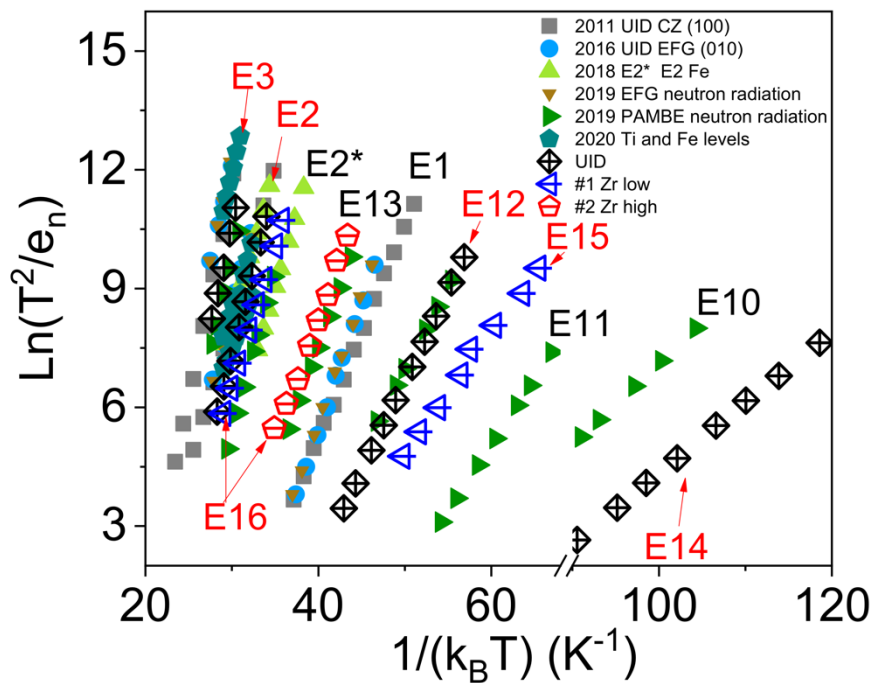 15
12
9
6
3
Ln(T²/eₙ)
20
40
60
80
100
120
1/(k_BT) (K⁻¹)
2011 UID CZ (100)
2016 UID EFG (010)
2018 E2* E2 Fe
2019 EFG neutron radiation
2019 PAMBE neutron radiation
2020 Ti and Fe levels
UID
#1 Zr low
#2 Zr high
E3
E2
E2*
E1
E13
E12
E15
E11
E10
E16
E14